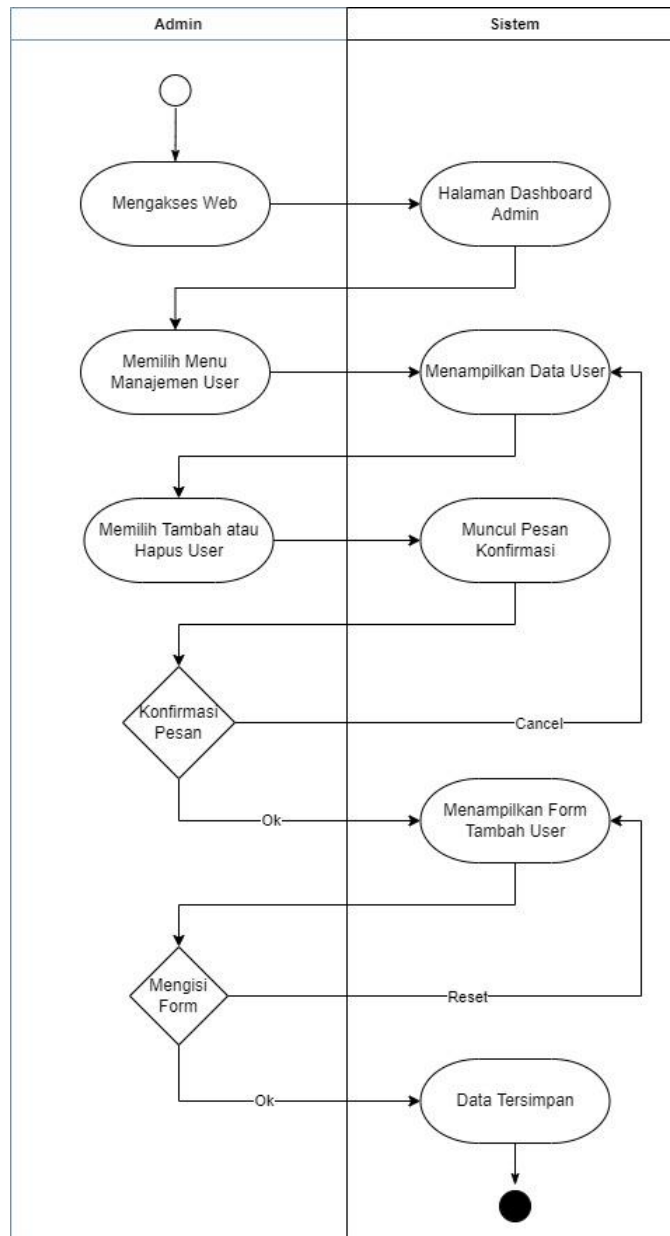 Admin
Sistem
Mengakses Web
Halaman Dashboard
Admin
Memilih Menu
Manajemen User
Menampilkan Data User
Memilih Tambah atau
Hapus User
Muncul Pesan
Konfirmasi
Konfirmasi
Pesan
Cancel
Ok
Menampilkan Form
Tambah User
Mengisi
Form
Reset
Ok
Data Tersimpan